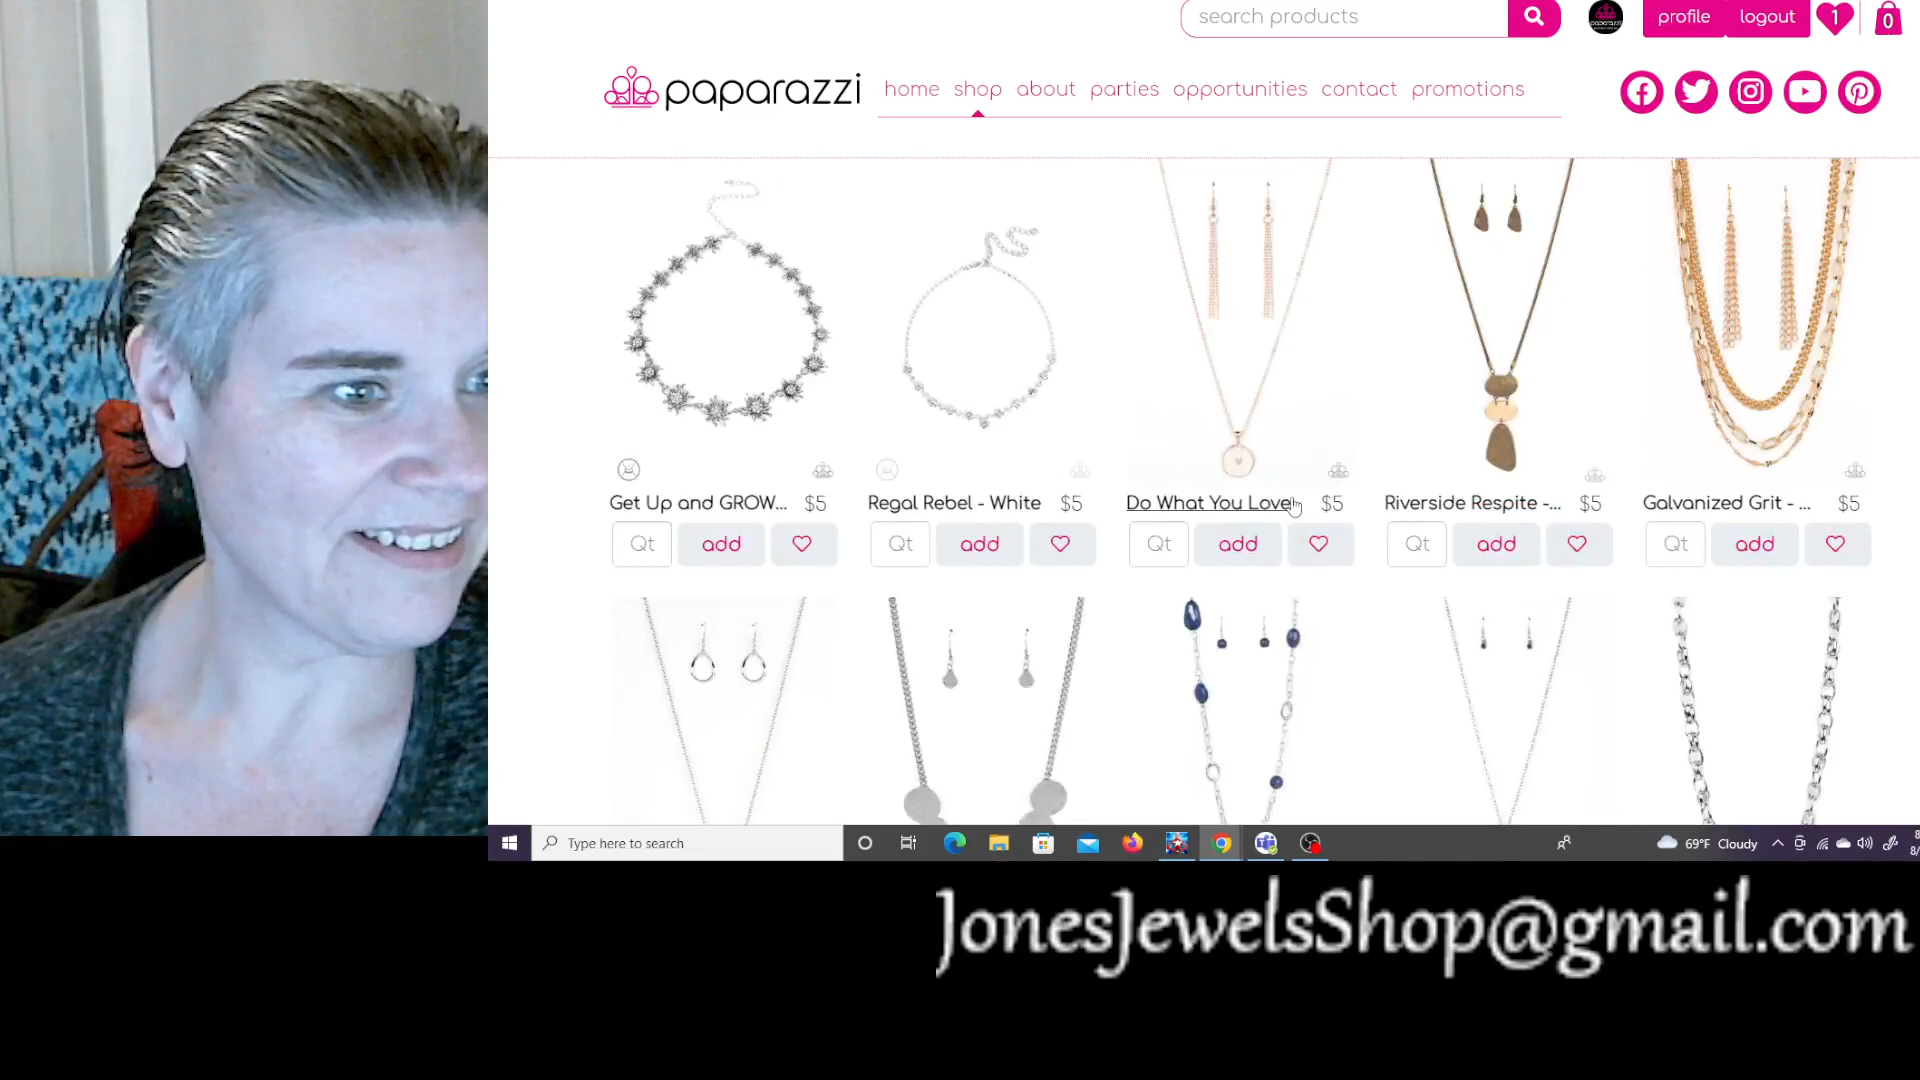 search products
profile
logout
1
0
paparazzi
home shop about parties opportunities contact promotions
Get Up and GROW... $5
Regal Rebel - White $5
Do What You Love $5
Riverside Respite -... $5
Galvanized Grit - ... $5
Qt add
Qt add
Qt add
Qt add
Qt add
Type here to search
69°F Cloudy
JonesJewelsShop@gmail.com